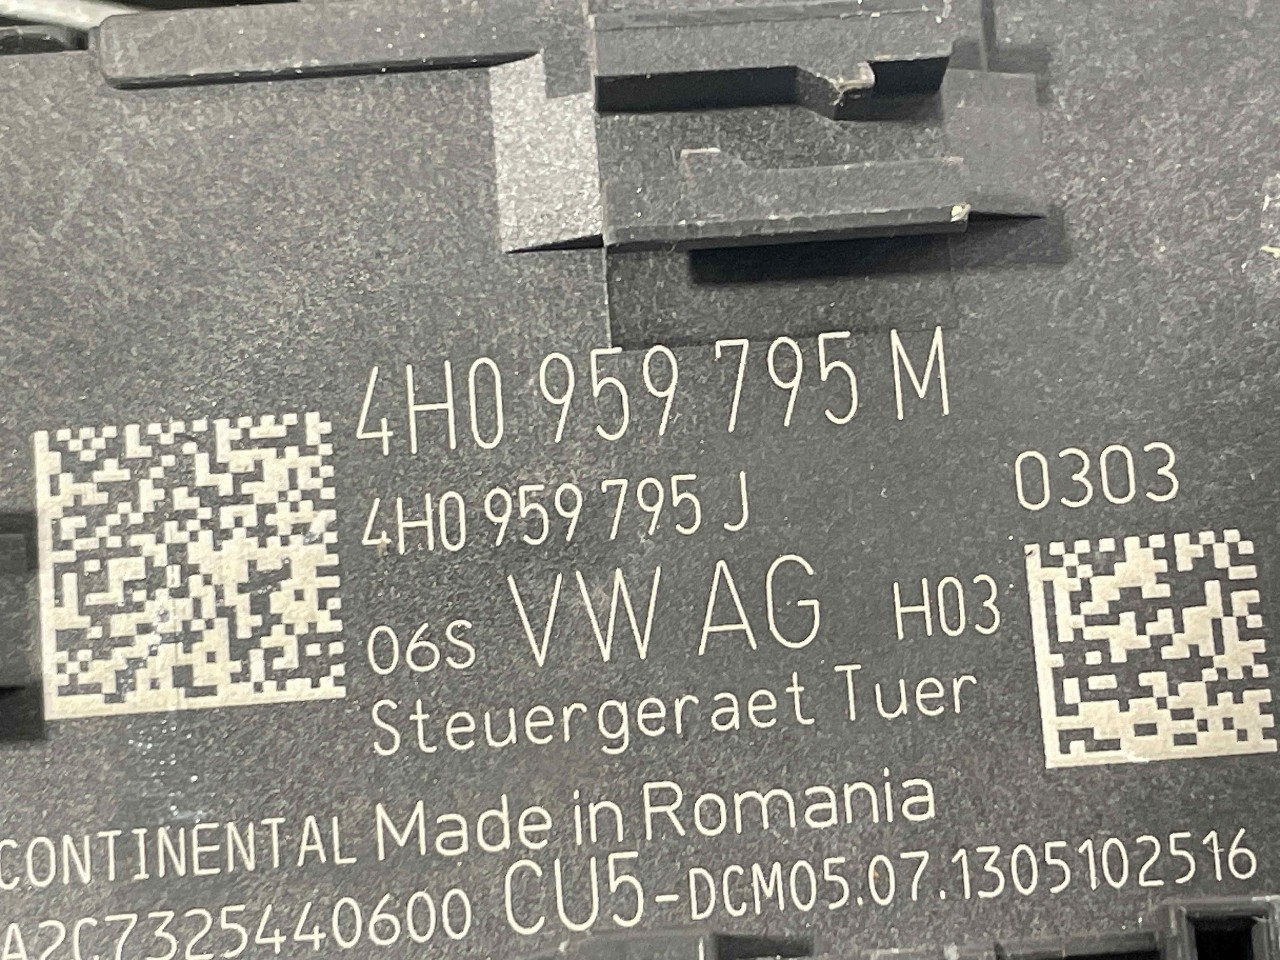 4H0 959 795 M
4H0 959 795 J
0303
06S VW AG H03
Steuergeraet Tuer
CONTINENTAL Made in Romania
A2C7325440600 CU5-DCM05.07.1305102516